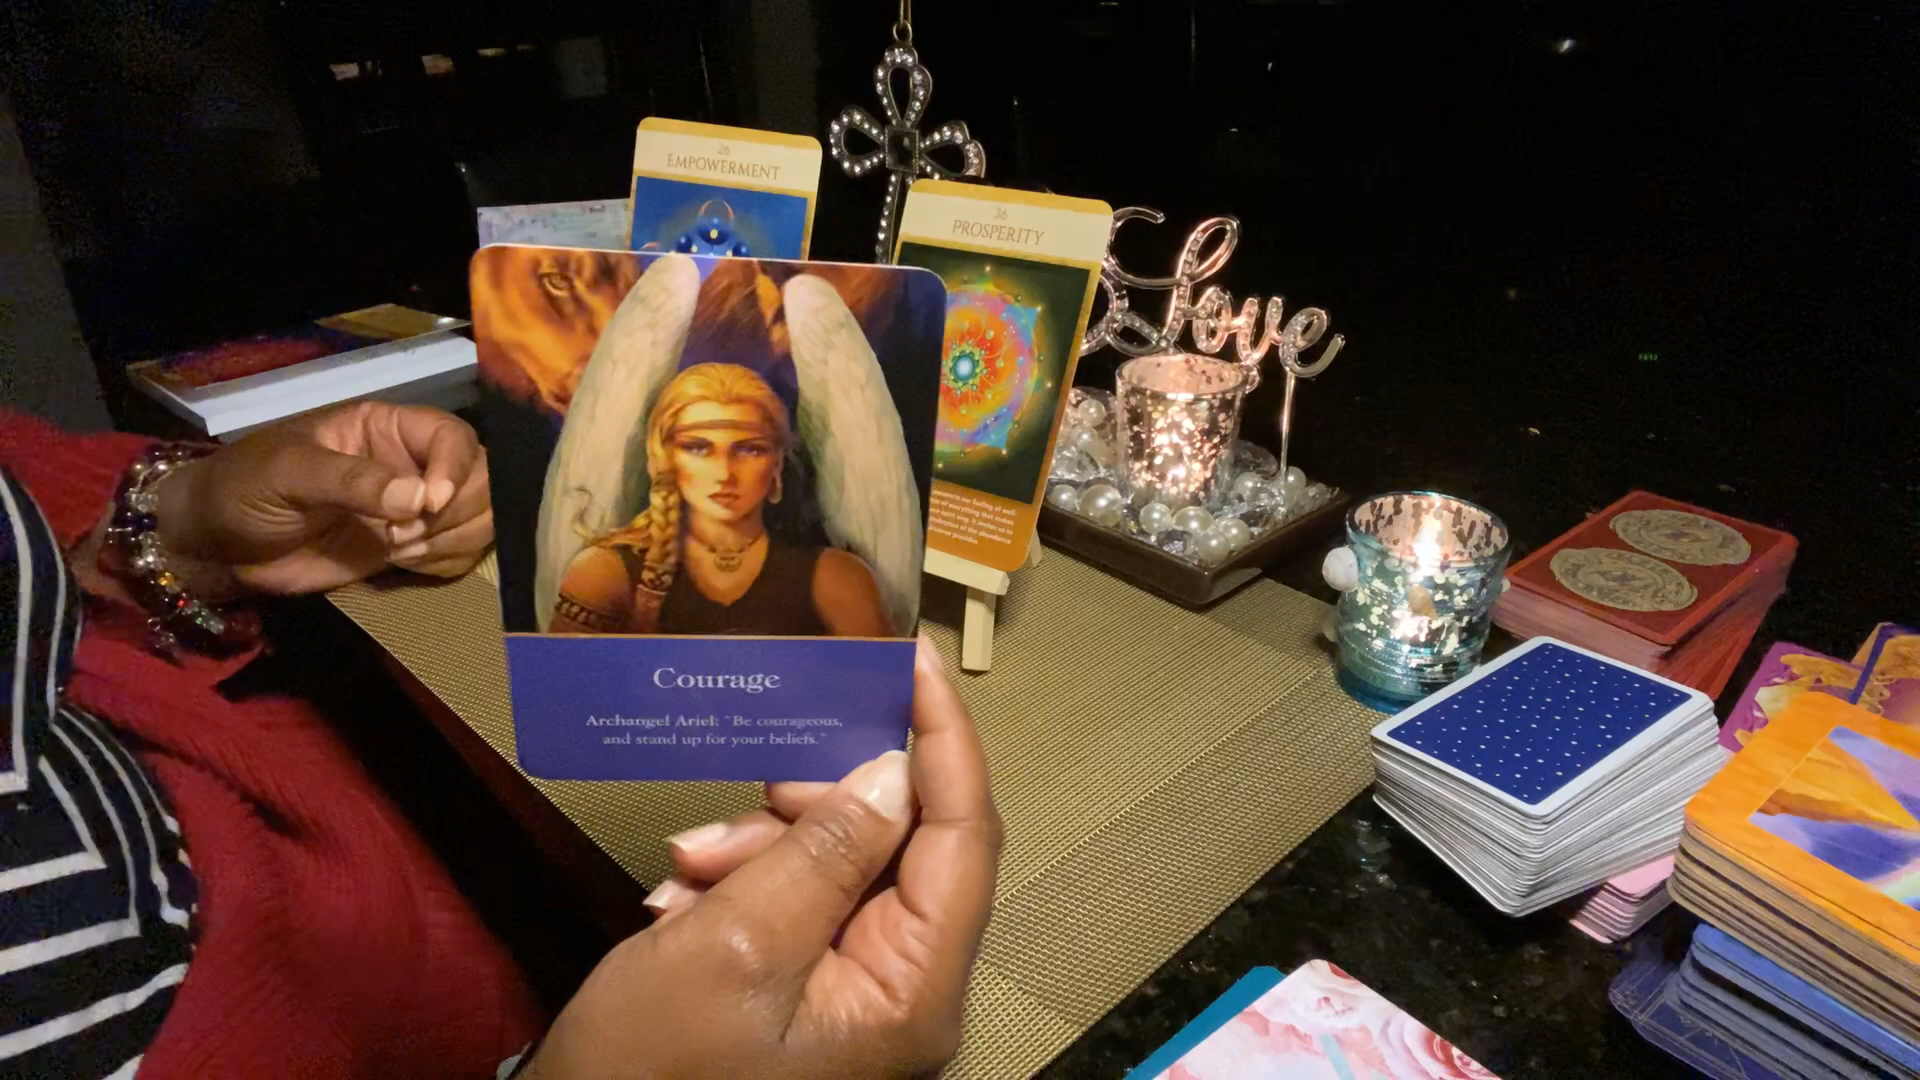 26
EMPOWERMENT
36
PROSPERITY
Love
Courage
Archangel Ariel: "Be courageous,
and stand up for your beliefs."